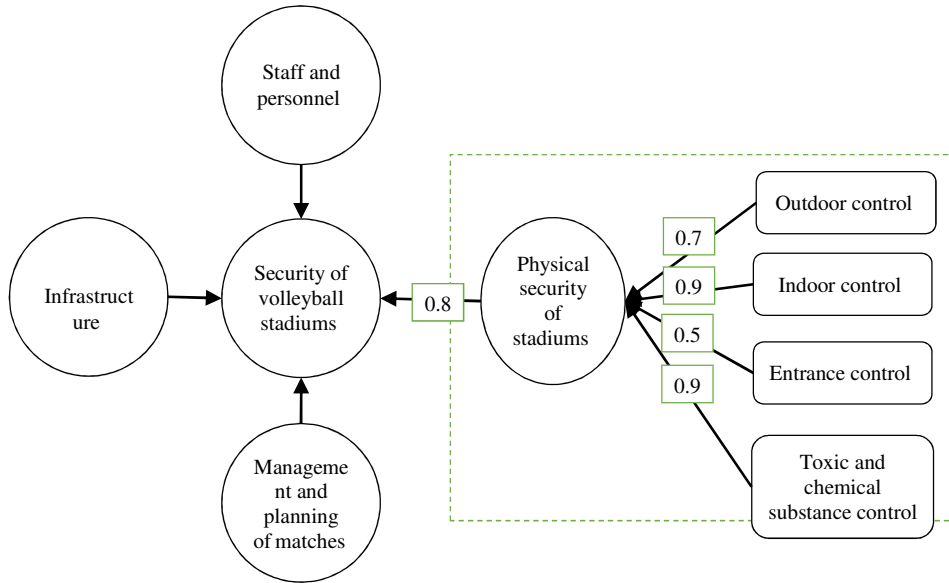 Staff and
personnel
Infrastruct
ure
Security of
volleyball
stadiums
Manageme
nt and
planning
of matches
0.8
Physical
security
of
stadiums
0.7
0.9
0.5
0.9
Outdoor control
Indoor control
Entrance control
Toxic and
chemical
substance control